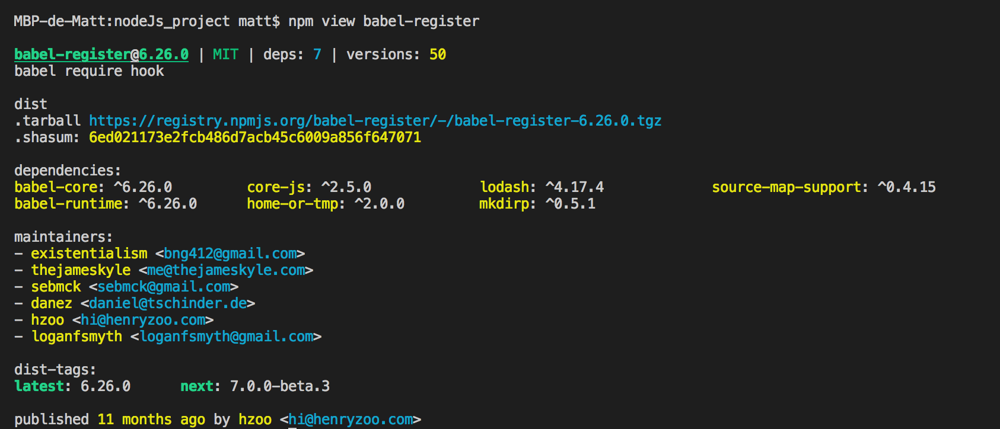 MBP-de-Matt:nodeJs_project matt$ npm view babel-register
babel-register@6.26.0 | MIT | deps: 7 | versions: 50
babel require hook
dist
.tarball https://registry.npmjs.org/babel-register/-/babel-register-6.26.0.tgz
.shasum: 6ed021173e2fcb486d7acb45c6009a856f647071
dependencies:
babel-core: ^6.26.0 core-js: ^2.5.0 lodash: ^4.17.4 source-map-support: ^0.4.15
babel-runtime: ^6.26.0 home-or-tmp: ^2.0.0 mkdirp: ^0.5.1
maintainers:
- existentialism <bng412@gmail.com>
- thejameskyle <me@thejameskyle.com>
- sebmck <sebmck@gmail.com>
- danez <daniel@tschinder.de>
- hzoo <hi@henryzoo.com>
- loganfsmyth <loganfsmyth@gmail.com>
dist-tags:
latest: 6.26.0 next: 7.0.0-beta.3
published 11 months ago by hzoo <hi@henryzoo.com>